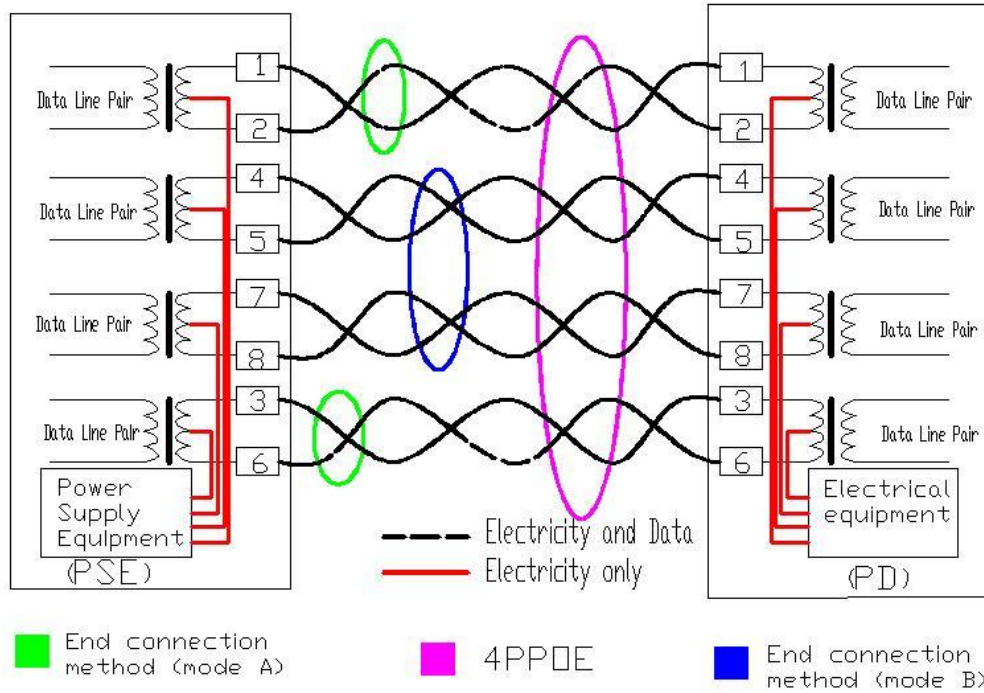 1
1
Data Line Pair
Data Line Pair
2
2
4
4
Data Line Pair
Data Line Pair
5
5
7
7
Data Line Pair
Data Line Pair
8
8
3
3
Data Line Pair
Data Line Pair
6
6
Power
Supply
Equipment
(PSE)
Electrical
equipment
(PD)
Electricity and Data
Electricity only
End connection
method (mode A)
4PPOE
End connection
method (mode B)